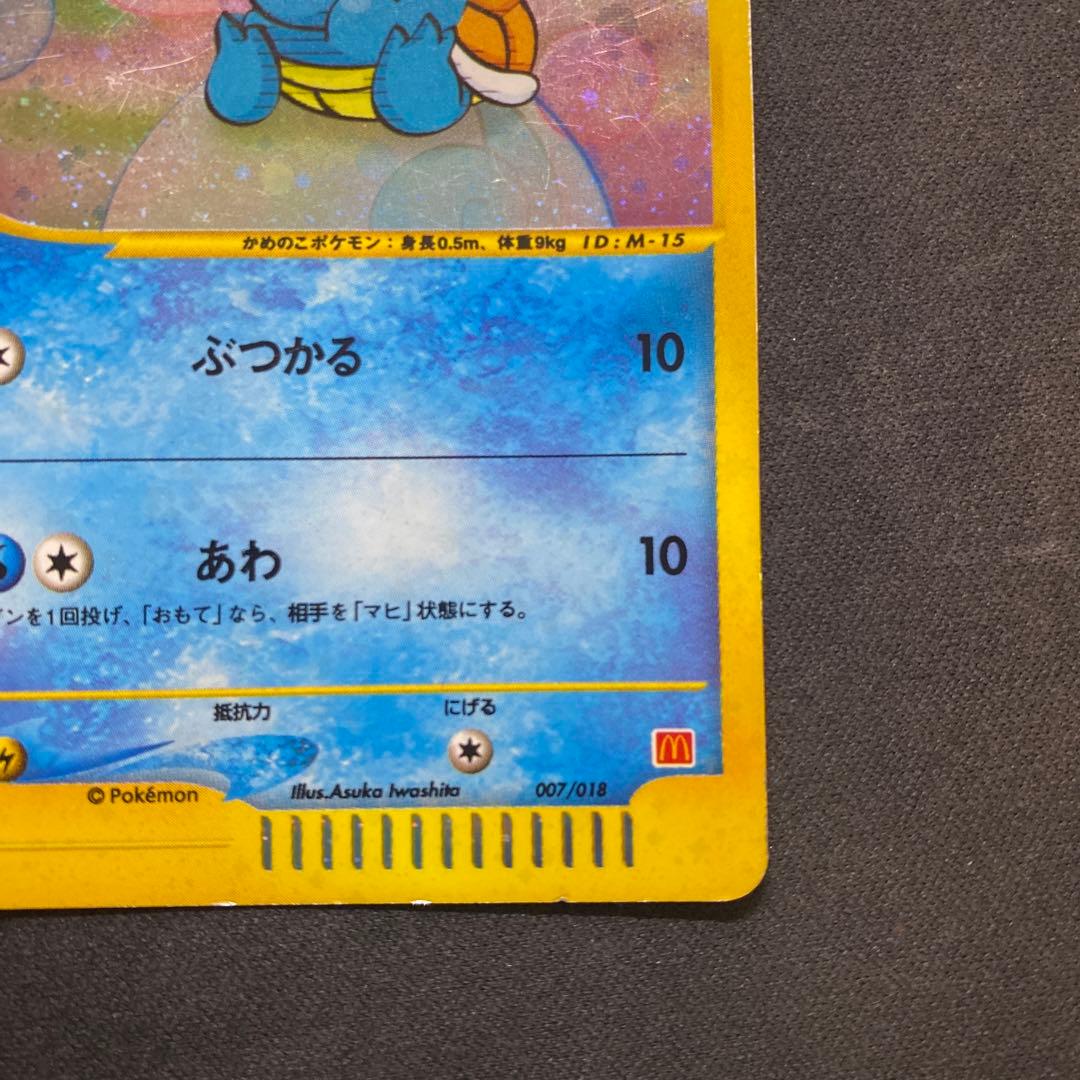 かめのこポケモン：身長0.5m、体重9kg ID：M-15
ぶつかる 10
あわ 10
ンを1回投げ、「おもて」なら、相手を「マヒ」状態にする。
抵抗力 にげる
©Pokémon Illus.Asuka Iwashita 007/018